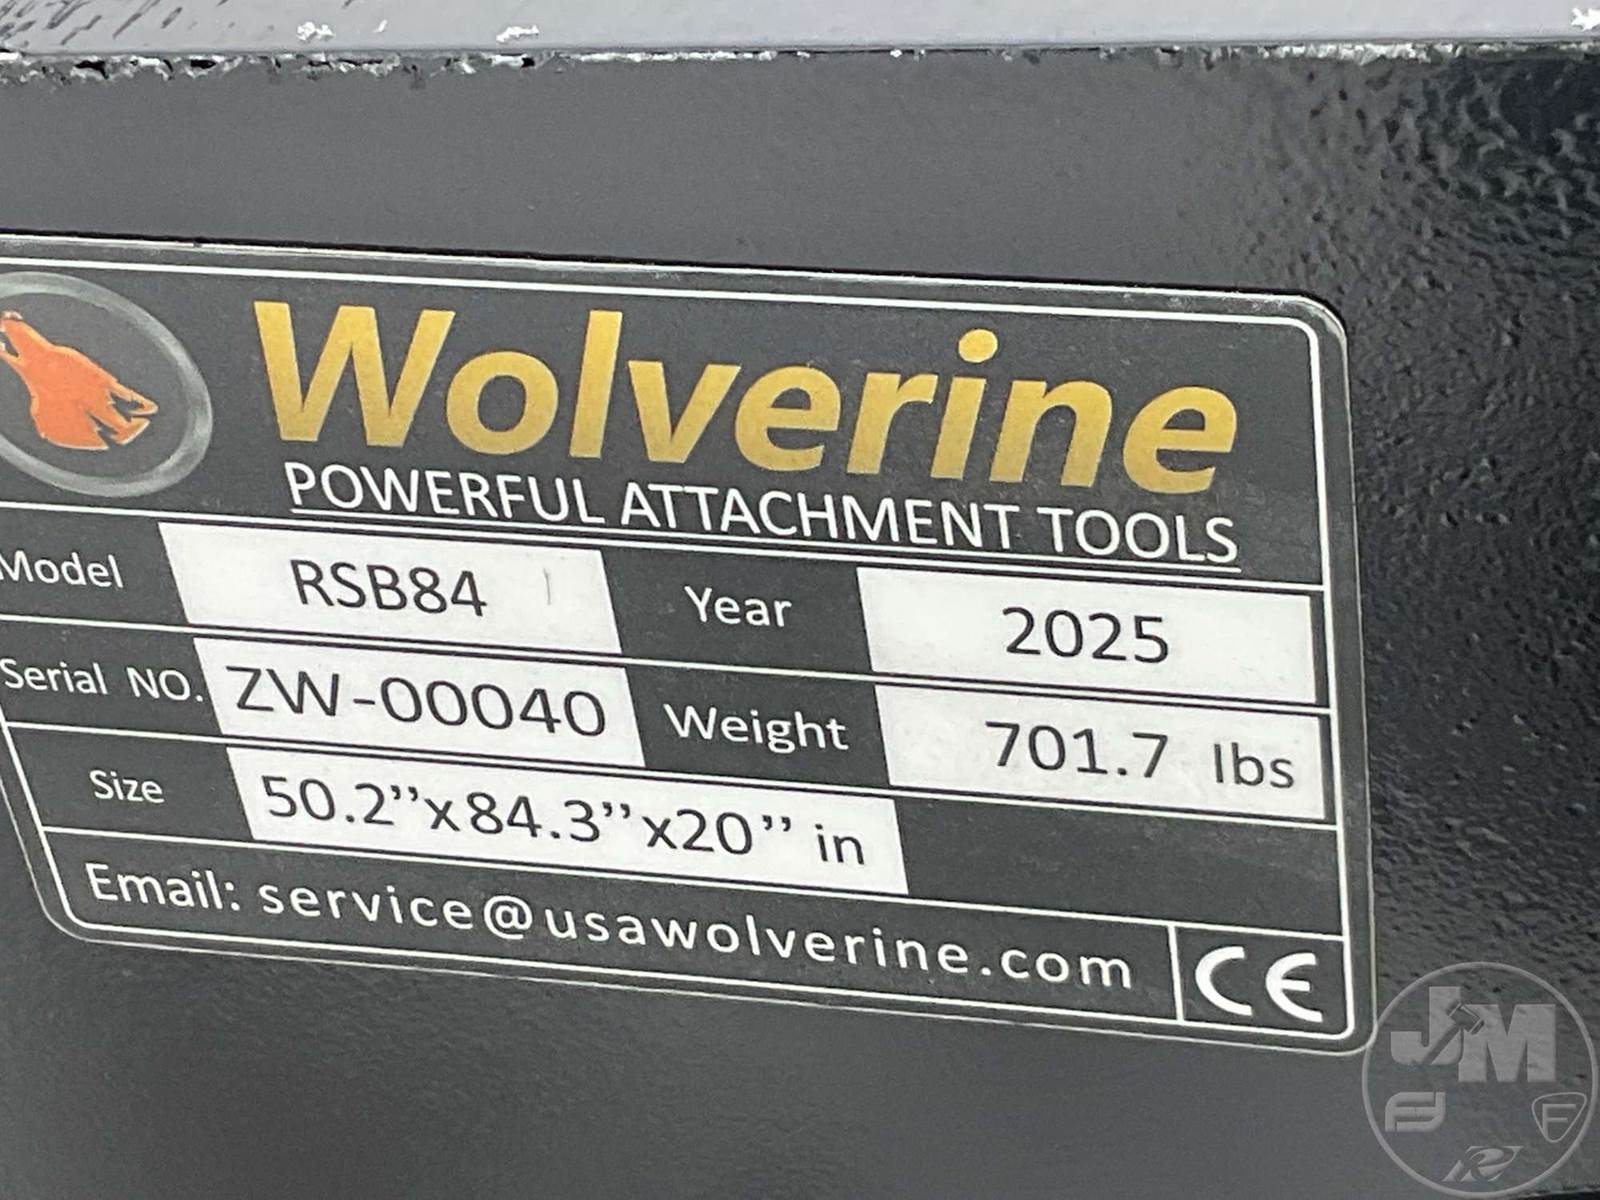 Wolverine
POWERFUL ATTACHMENT TOOLS
Model RSB84 Year 2025
Serial NO. ZW-00040 Weight 701.7 lbs
Size 50.2”x84.3”x20” in
Email: service@usawolverine.com CE
JM
F
R